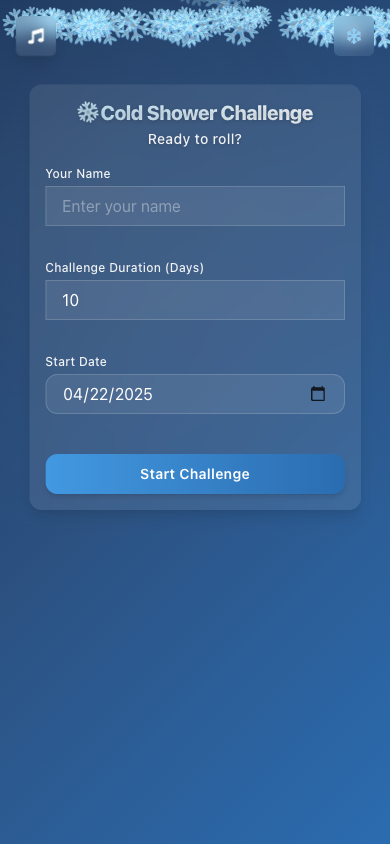 Cold Shower Challenge
Ready to roll?
Your Name
Enter your name
Challenge Duration (Days)
10
Start Date
04/22/2025
Start Challenge